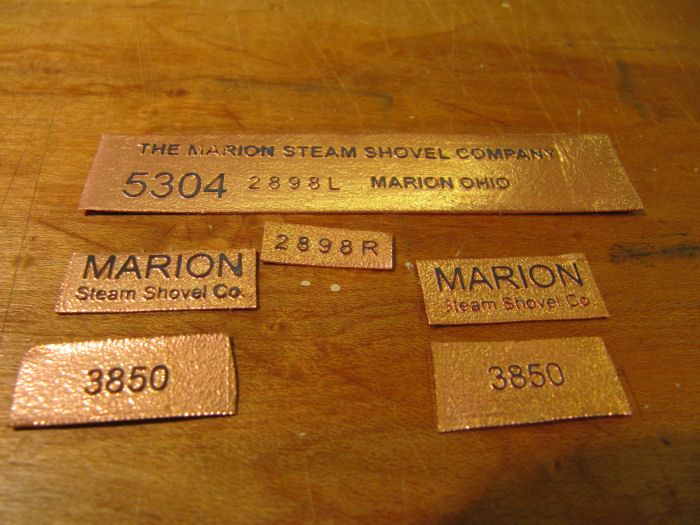 THE MARION STEAM SHOVEL COMPANY
5304 2898L MARION OHIO
2898R
MARION
Steam Shovel Co.
MARION
Steam Shovel Co.
3850
3850